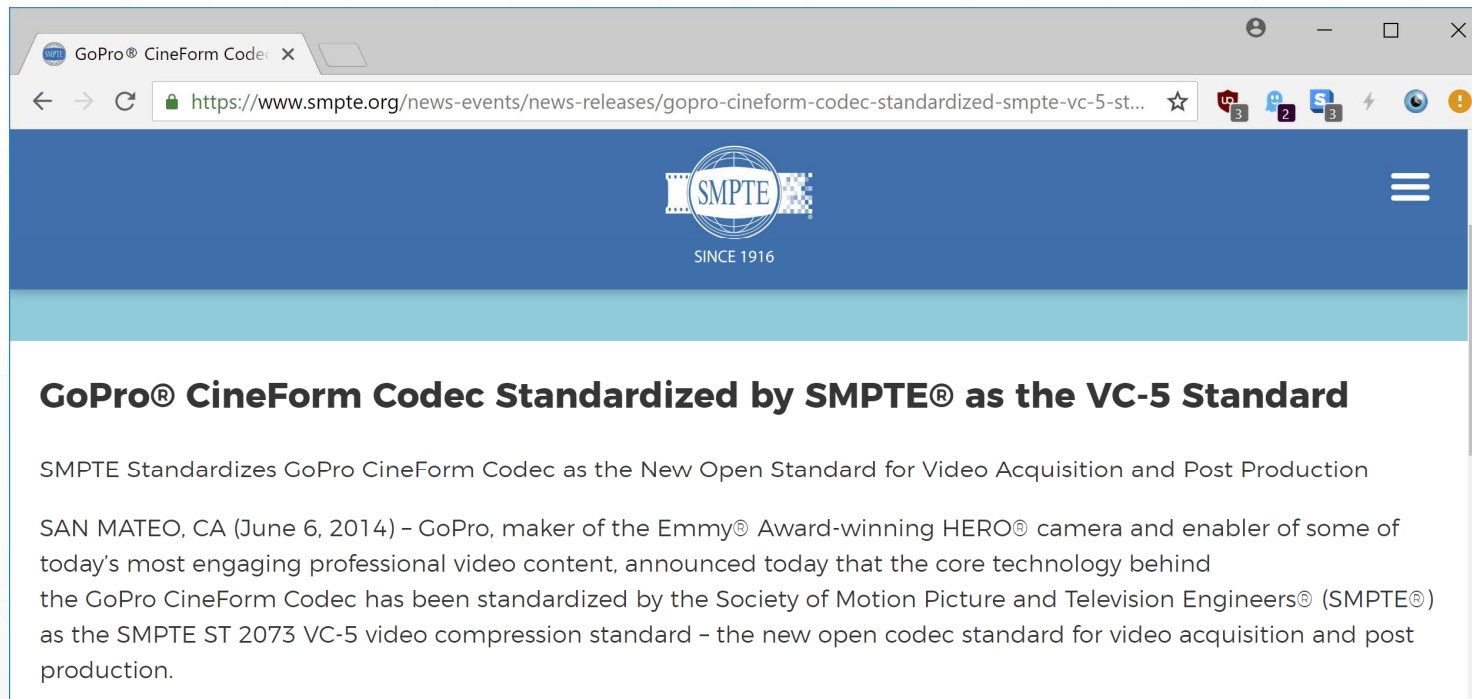 GoPro® CineForm Codec
https://www.smpte.org/news-events/news-releases/gopro-cineform-codec-standardized-smpte-vc-5-st...
3
2
S
3
SMPTE
SINCE 1916
GoPro® CineForm Codec Standardized by SMPTE® as the VC-5 Standard
SMPTE Standardizes GoPro CineForm Codec as the New Open Standard for Video Acquisition and Post Production
SAN MATEO, CA (June 6, 2014) – GoPro, maker of the Emmy® Award-winning HERO® camera and enabler of some of
today's most engaging professional video content, announced today that the core technology behind
the GoPro CineForm Codec has been standardized by the Society of Motion Picture and Television Engineers® (SMPTE®)
as the SMPTE ST 2073 VC-5 video compression standard – the new open codec standard for video acquisition and post
production.